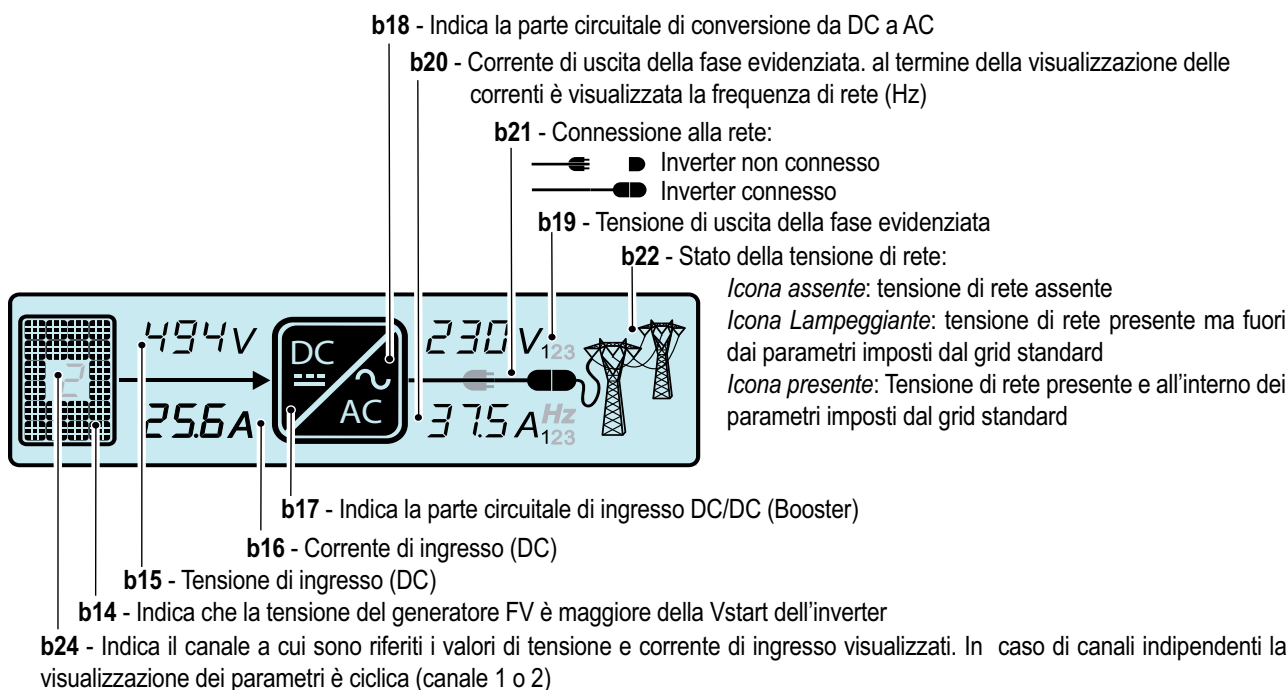 b18 - Indica la parte circuitale di conversione da DC a AC
b20 - Corrente di uscita della fase evidenziata. al termine della visualizzazione delle
correnti è visualizzata la frequenza di rete (Hz)
b21 - Connessione alla rete:
Inverter non connesso
Inverter connesso
b19 - Tensione di uscita della fase evidenziata
b22 - Stato della tensione di rete:
Icona assente: tensione di rete assente
Icona Lampeggiante: tensione di rete presente ma fuori
dai parametri imposti dal grid standard
Icona presente: Tensione di rete presente e all'interno dei
parametri imposti dal grid standard
2
494V
25.6A
DC
AC
230V 123
Hz
37.5 A 123
b17 - Indica la parte circuitale di ingresso DC/DC (Booster)
b16 - Corrente di ingresso (DC)
b15 - Tensione di ingresso (DC)
b14 - Indica che la tensione del generatore FV è maggiore della Vstart dell'inverter
b24 - Indica il canale a cui sono riferiti i valori di tensione e corrente di ingresso visualizzati. In caso di canali indipendenti la
visualizzazione dei parametri è ciclica (canale 1 o 2)